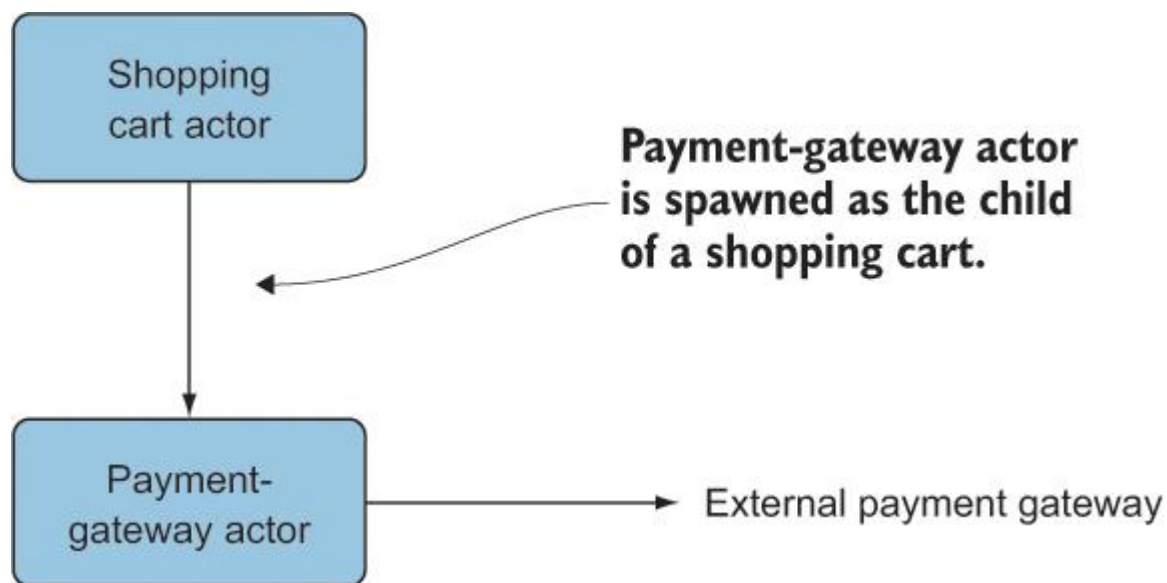 Shopping
cart actor
Payment-gateway actor
is spawned as the child
of a shopping cart.
Payment-
gateway actor
External payment gateway